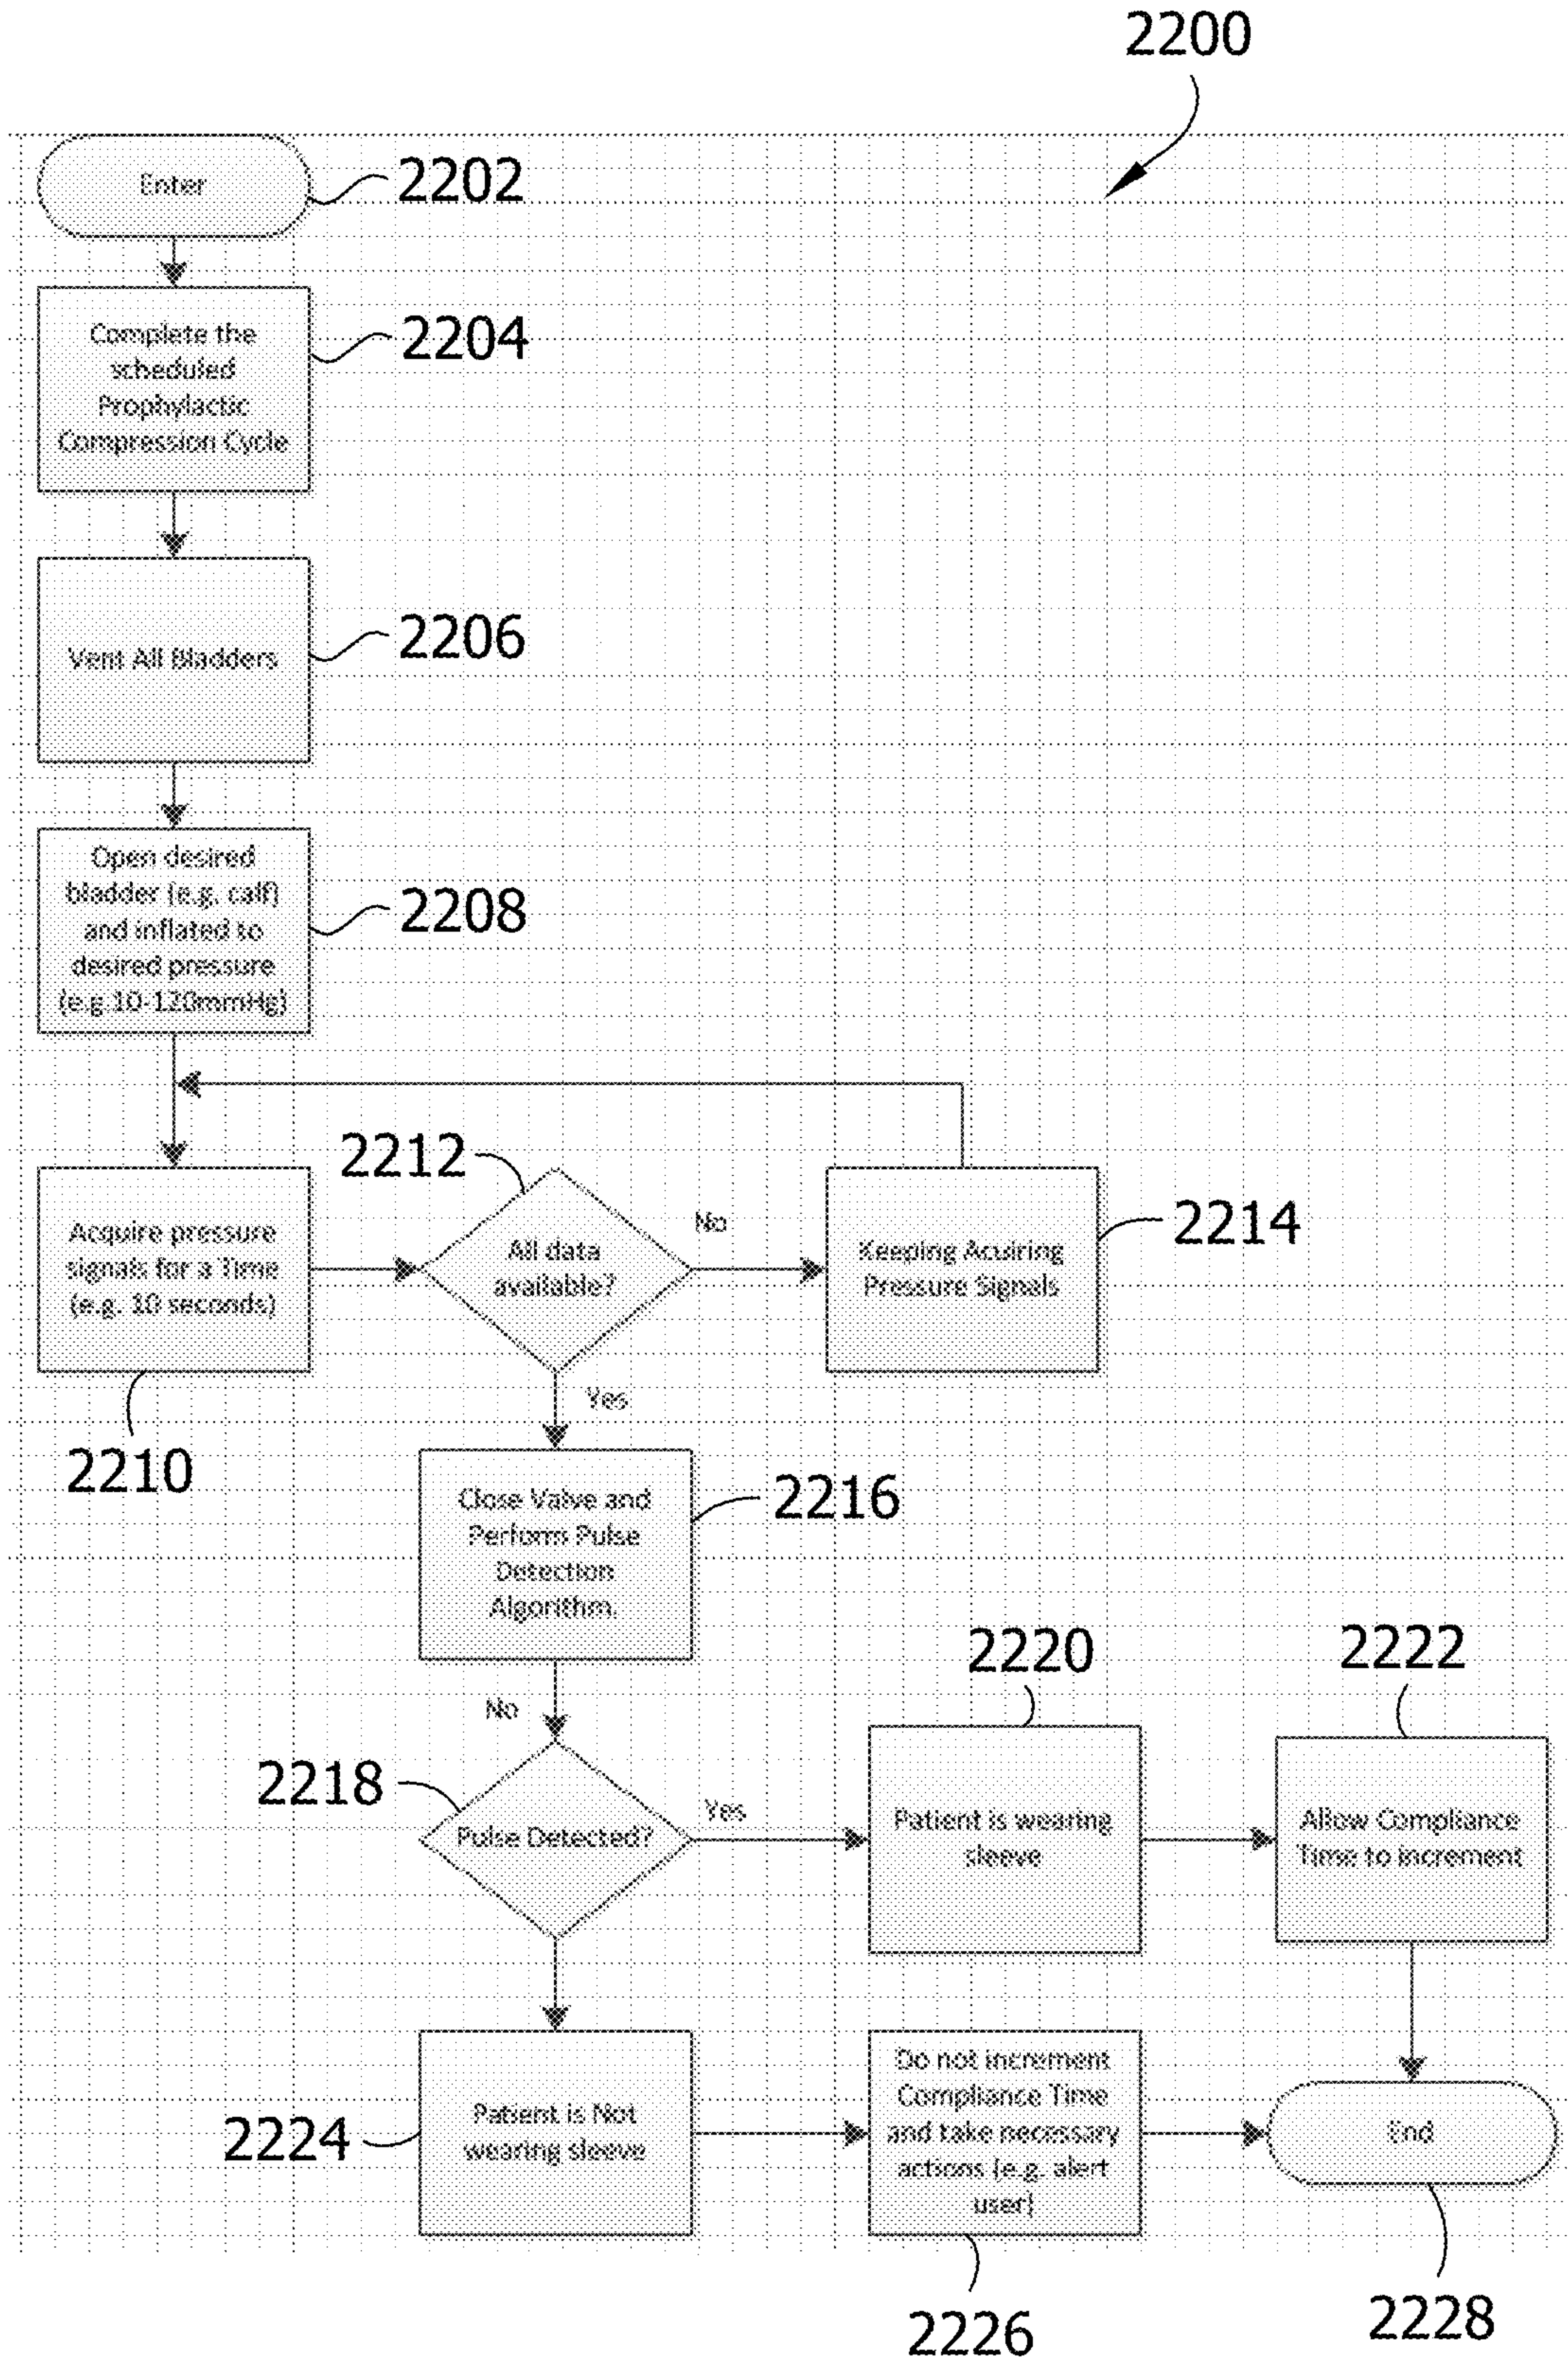 2200
Enter
2202
Complete the
scheduled
Prophylactic
Compression Cycle
2204
Vent All Bladders
2206
Open desired
bladder (e.g. calf)
and inflated to
desired pressure
(e.g.10-120mmHg)
2208
Acquire pressure
signals for a Time
(e.g. 10 seconds)
2210
2212
All data
available?
No
Keeping Acuiring
Pressure Signals
2214
Yes
Close Valve and
Perform Pulse
Detection
Algorithm.
2216
No
2218
Pulse Detected?
Yes
2220
Patient is wearing
sleeve
2222
Allow Compliance
Time to increment
2224
Patient is Not
wearing sleeve
Do not increment
Compliance Time
and take necessary
actions (e.g. alert
user)
2226
End
2228